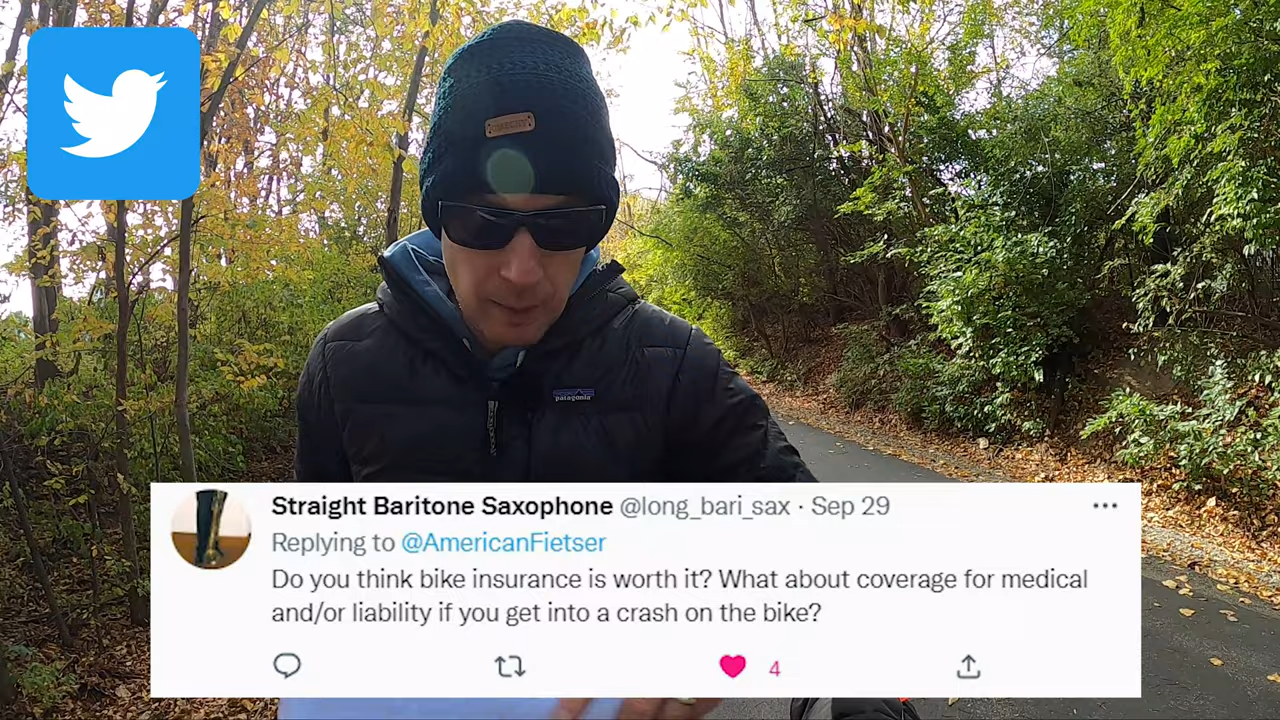 patagonia
Straight Baritone Saxophone @long_bari_sax · Sep 29
Replying to @AmericanFietser
Do you think bike insurance is worth it? What about coverage for medical
and/or liability if you get into a crash on the bike?
4